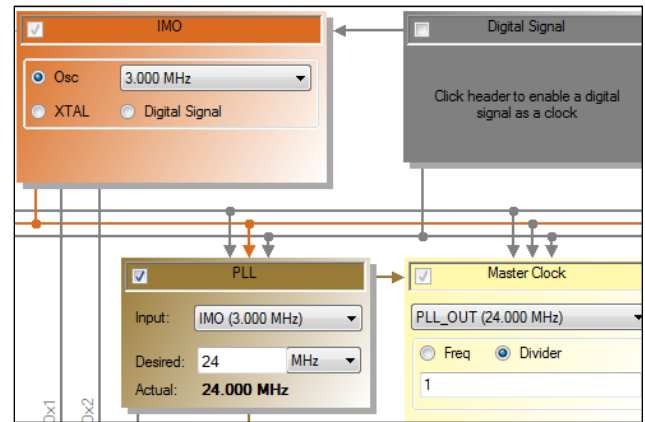 IMO
Digital Signal
Osc
3.000 MHz
XTAL
Digital Signal
Click header to enable a digital
signal as a clock
PLL
Input:
IMO (3.000 MHz)
Desired:
24
MHz
Actual:
24.000 MHz
Master Clock
PLL_OUT (24.000 MHz)
Freq
Divider
1
0x1
0x2